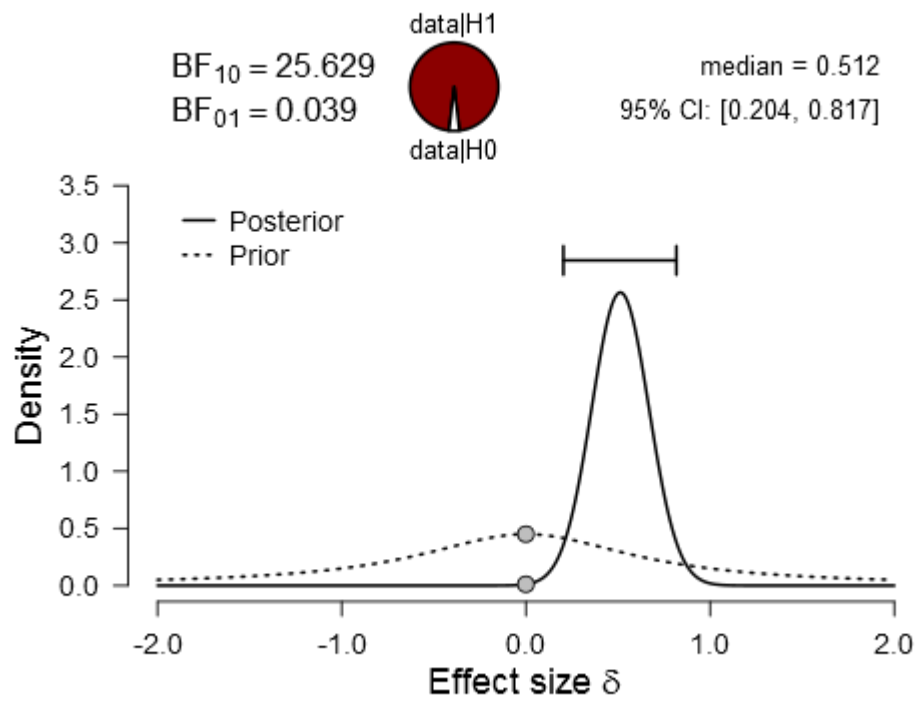 data|H1
BF₁₀ = 25.629
BF₀₁ = 0.039
data|H0
median = 0.512
95% CI: [0.204, 0.817]
Posterior
Prior
Density
3.5
3.0
2.5
2.0
1.5
1.0
0.5
0.0
-2.0 -1.0 0.0 1.0 2.0
Effect size δ